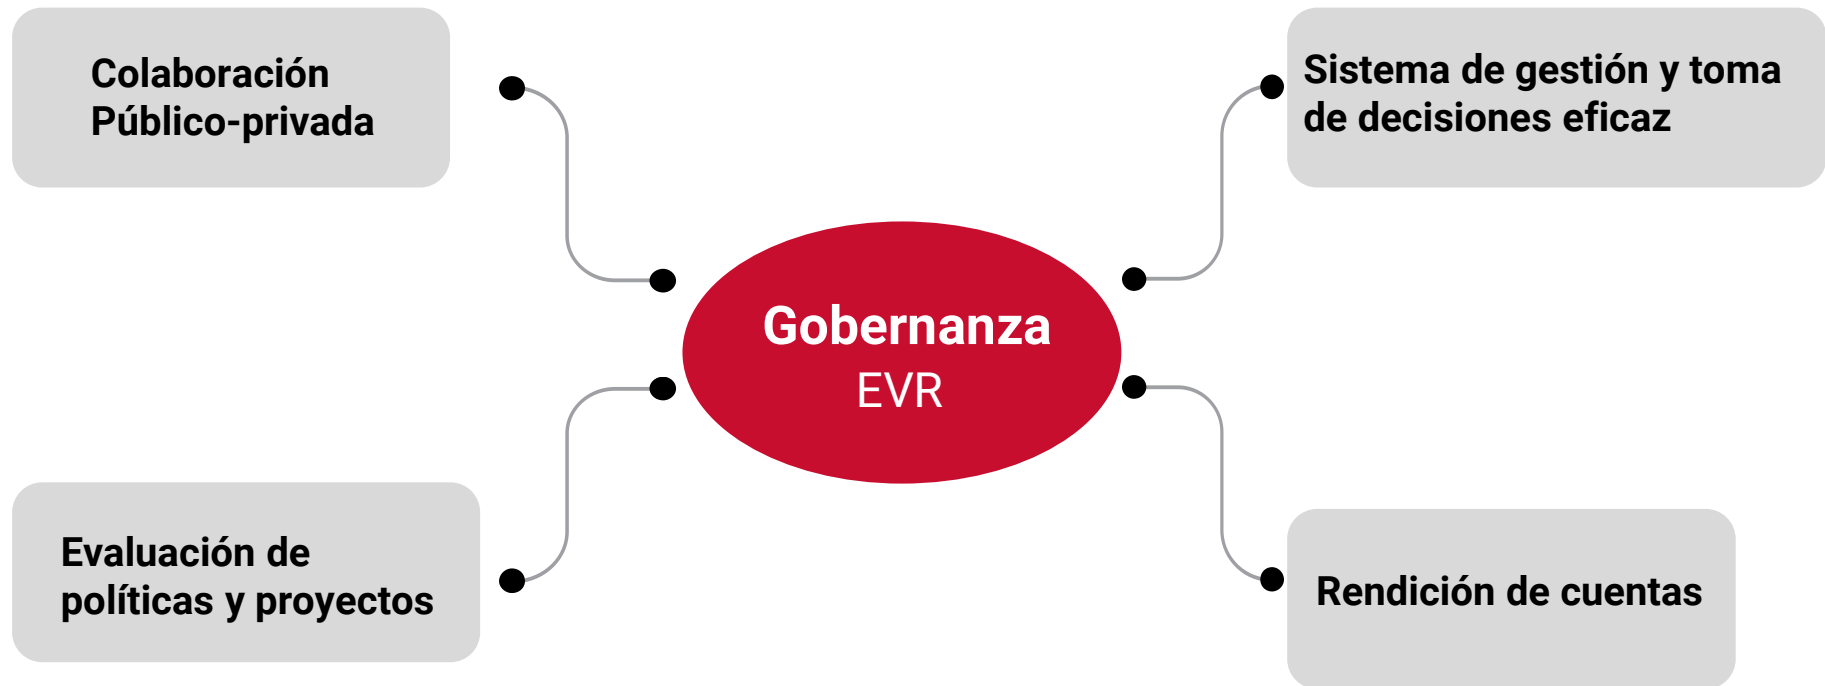 Colaboración
Público-privada
Sistema de gestión y toma
de decisiones eficaz
Gobernanza
EVR
Evaluación de
políticas y proyectos
Rendición de cuentas